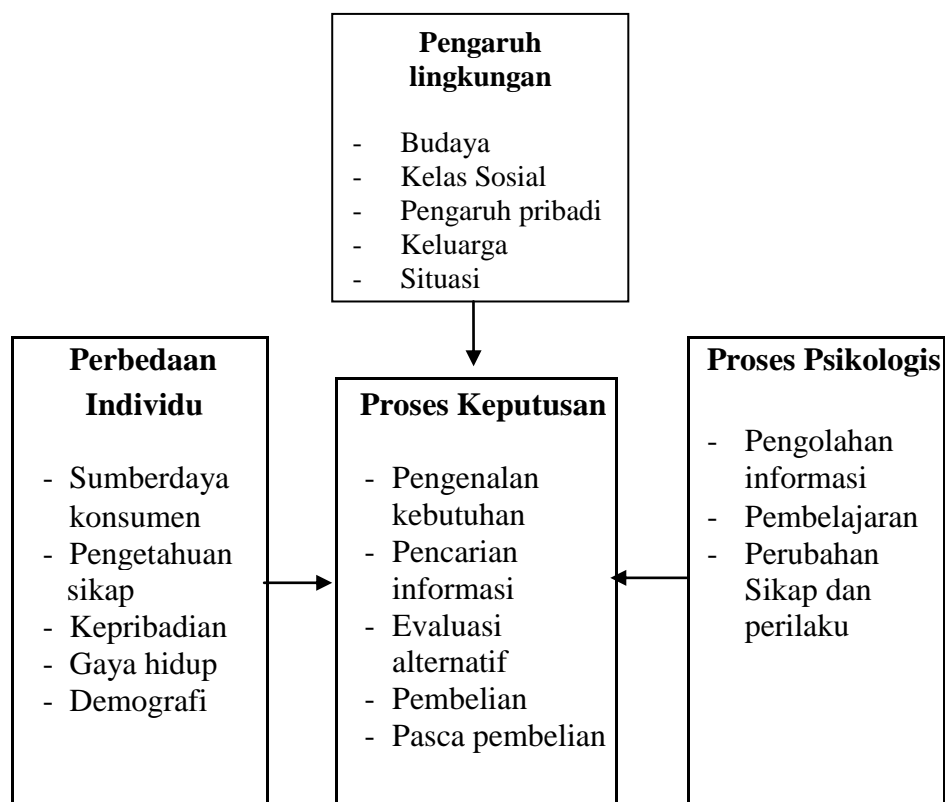 Pengaruh
lingkungan
- Budaya
- Kelas Sosial
- Pengaruh pribadi
- Keluarga
- Situasi
Perbedaan
Individu
- Sumberdaya
konsumen
- Pengetahuan
sikap
- Kepribadian
- Gaya hidup
- Demografi
Proses Keputusan
- Pengenalan
kebutuhan
- Pencarian
informasi
- Evaluasi
alternatif
- Pembelian
- Pasca pembelian
Proses Psikologis
- Pengolahan
informasi
- Pembelajaran
- Perubahan
Sikap dan
perilaku